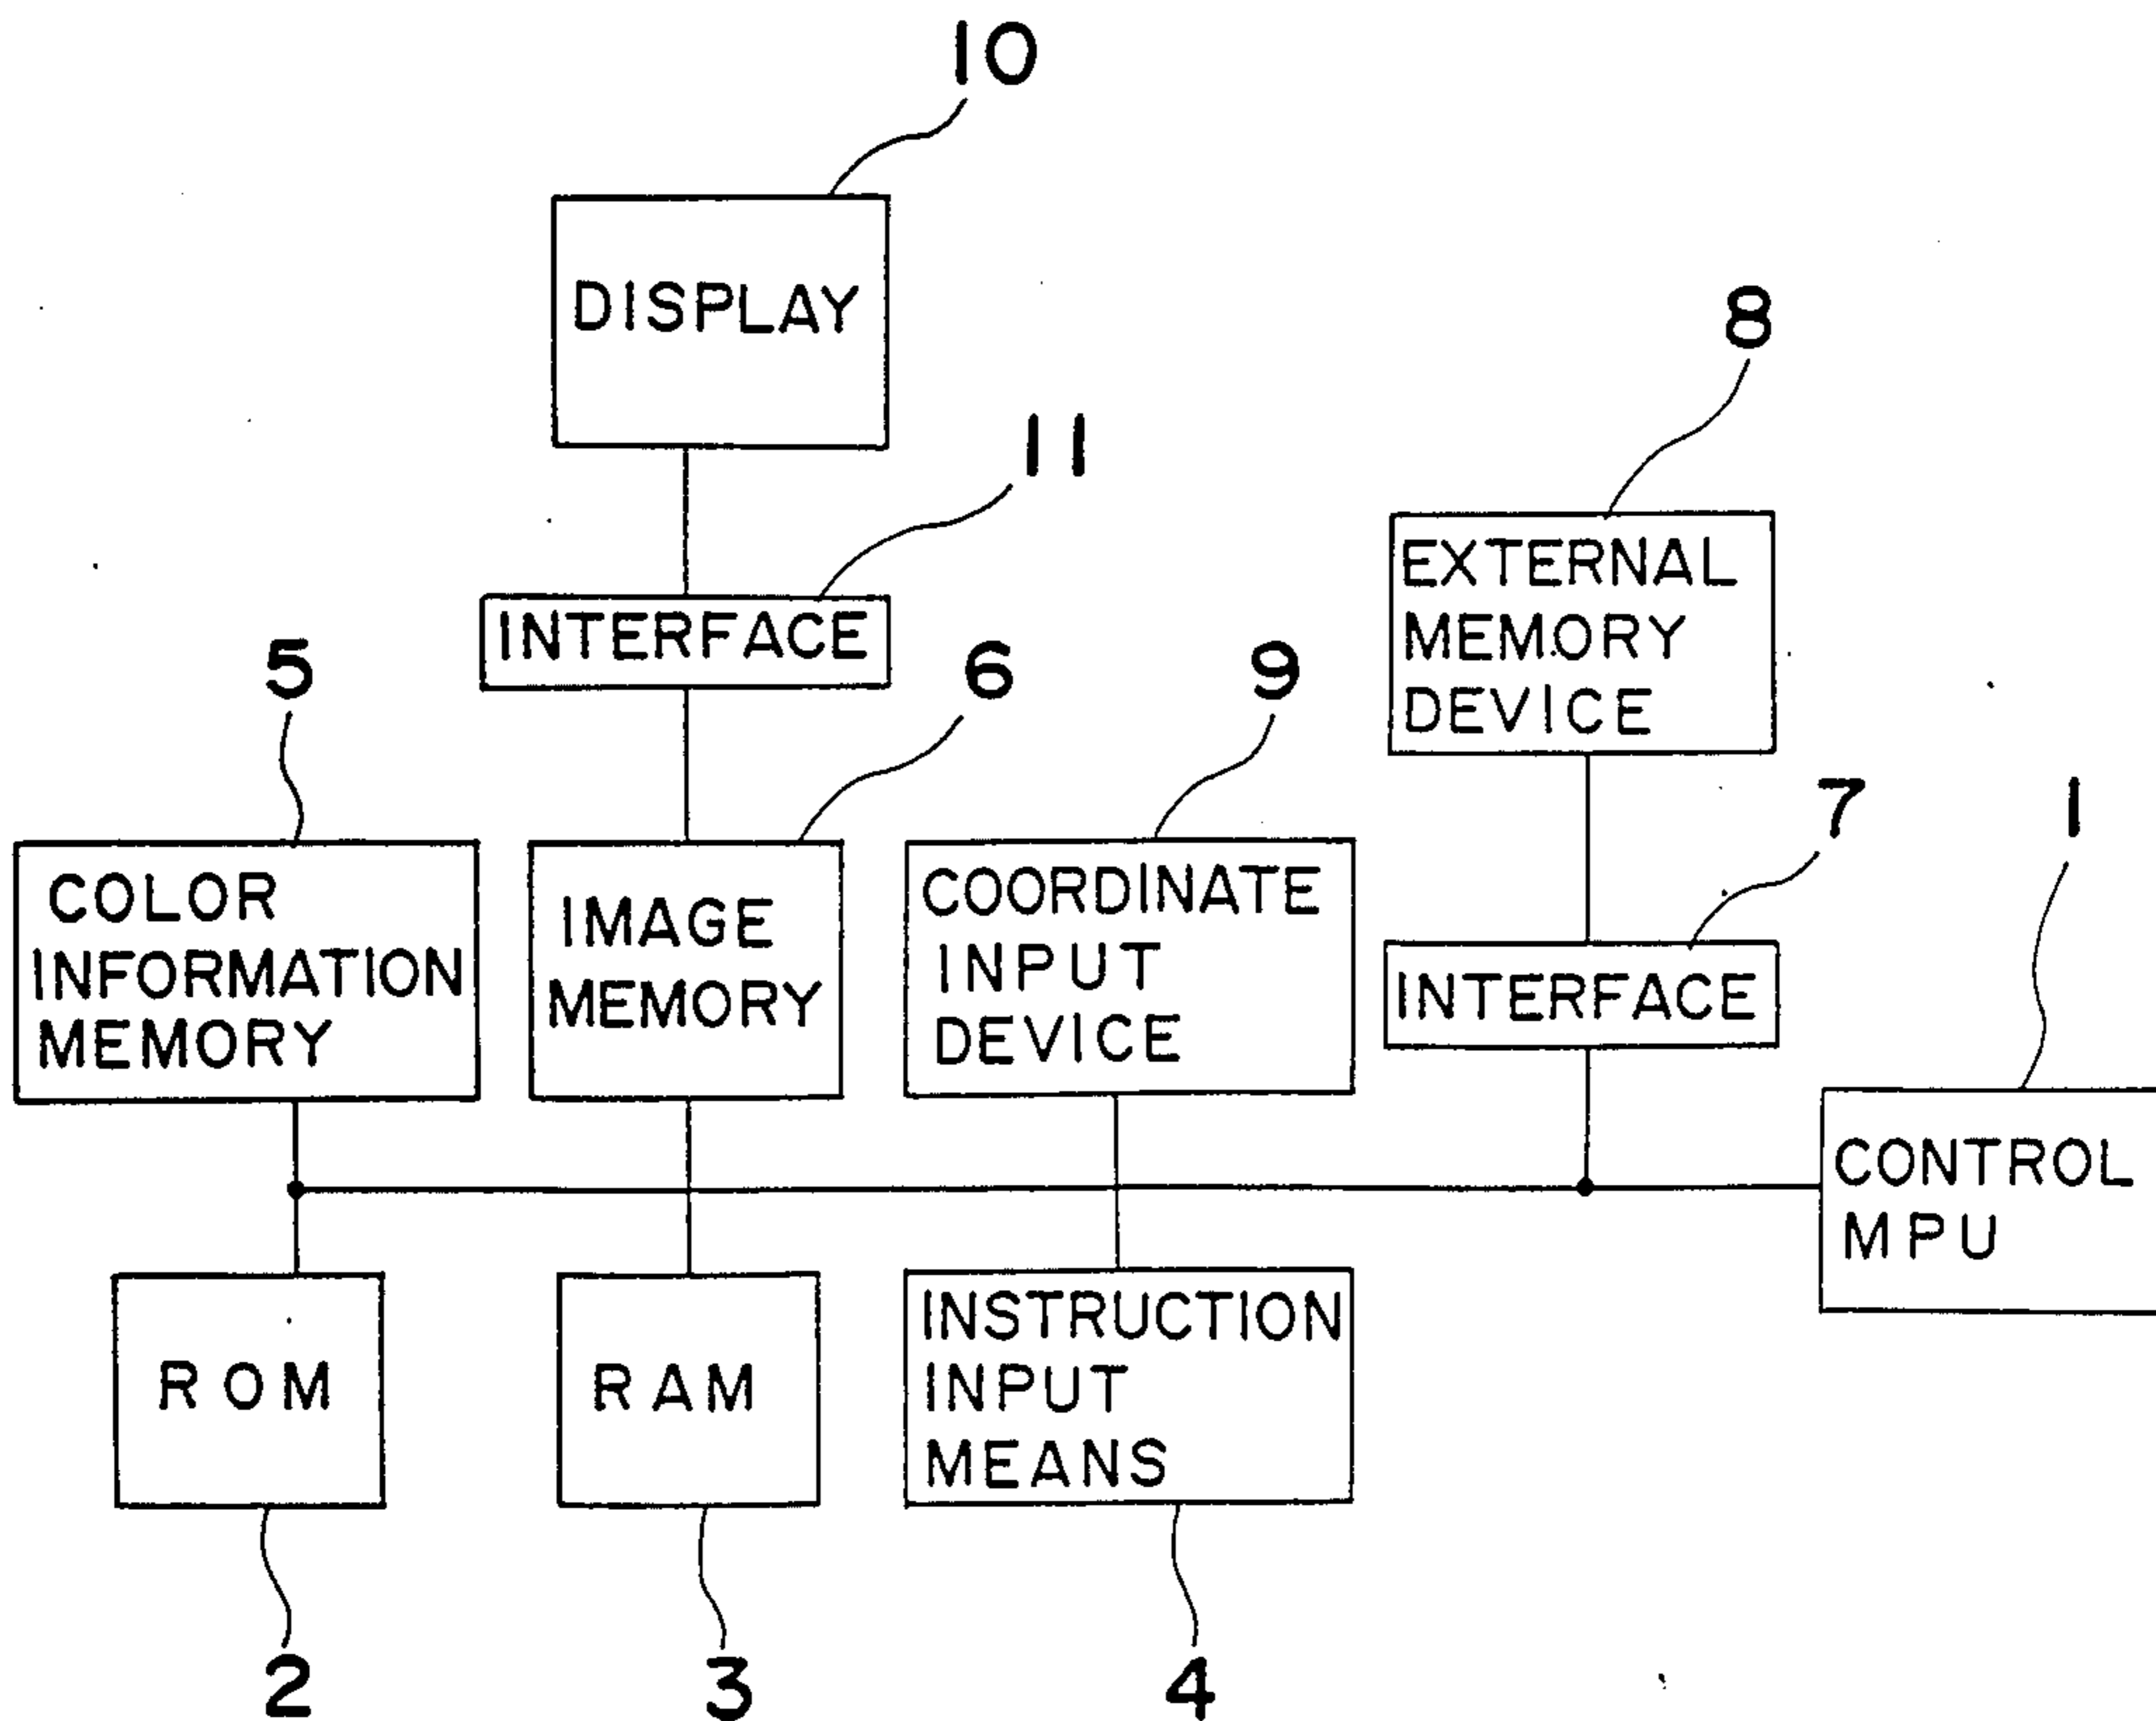 10
DISPLAY
8
11
EXTERNAL
MEMORY
DEVICE
INTERFACE
5
6
9
7
1
COLOR
INFORMATION
MEMORY
IMAGE
MEMORY
COORDINATE
INPUT
DEVICE
INTERFACE
CONTROL
MPU
ROM
RAM
INSTRUCTION
INPUT
MEANS
2
3
4